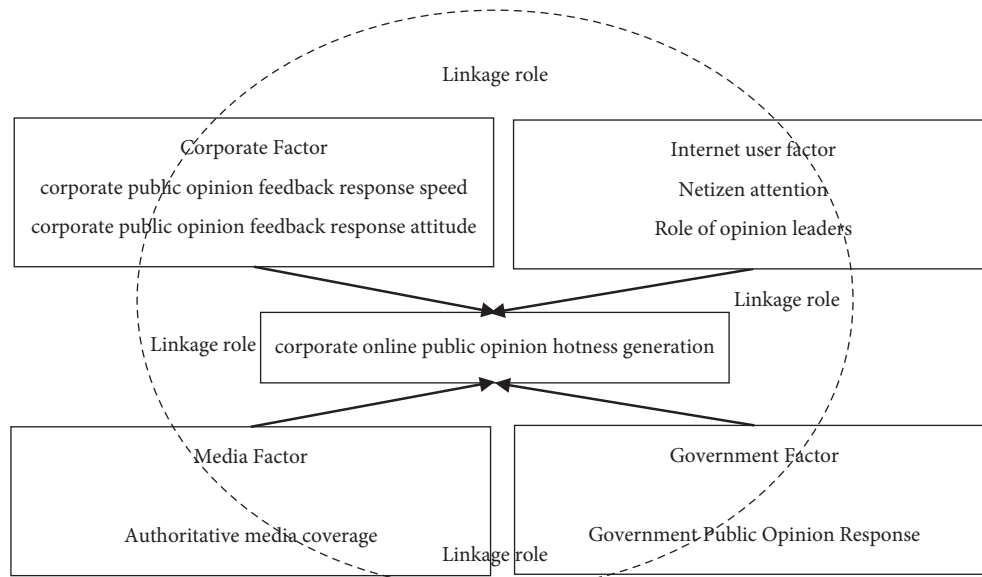 Linkage role
Corporate Factor
corporate public opinion feedback response speed
corporate public opinion feedback response attitude
Internet user factor
Netizen attention
Role of opinion leaders
Linkage role
Linkage role
corporate online public opinion hotness generation
Media Factor
Authoritative media coverage
Government Factor
Government Public Opinion Response
Linkage role